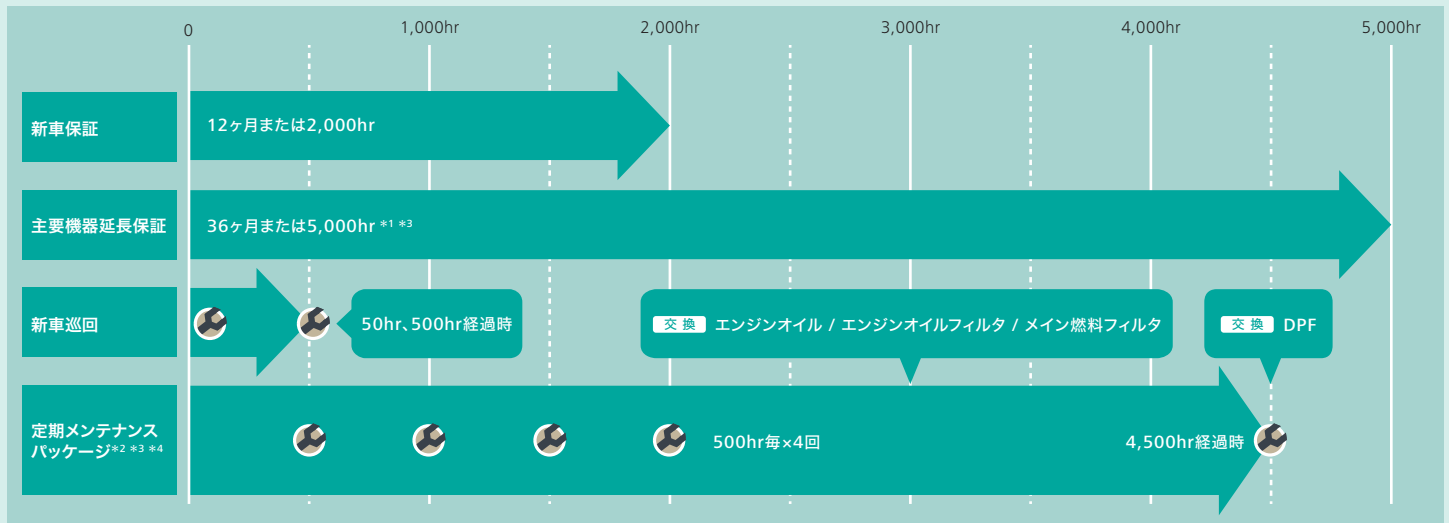 0
1,000hr
2,000hr
3,000hr
4,000hr
5,000hr
新車保証
12ヶ月または2,000hr
主要機器延長保証
36ヶ月または5,000hr *1 *3
新車巡回
50hr、500hr経過時
交換 エンジンオイル / エンジンオイルフィルタ / メイン燃料フィルタ
交換 DPF
定期メンテナンス
パッケージ*2 *3 *4
500hr毎×4回
4,500hr経過時